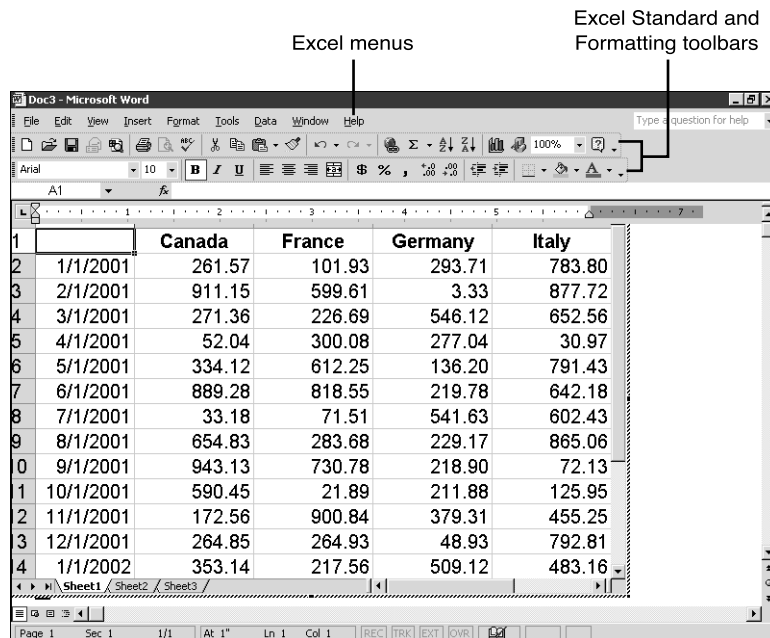 Excel Standard and
Formatting toolbars
Excel menus
Doc3 - Microsoft Word
File Edit View Insert Format Tools Data Window Help Type a question for help
100%
Arial 10 B I U $ % , .00 .00 A
A1 fx
1 2 3 4 5 7
1 Canada France Germany Italy
2 1/1/2001 261.57 101.93 293.71 783.80
3 2/1/2001 911.15 599.61 3.33 877.72
4 3/1/2001 271.36 226.69 546.12 652.56
5 4/1/2001 52.04 300.08 277.04 30.97
6 5/1/2001 334.12 612.25 136.20 791.43
7 6/1/2001 889.28 818.55 219.78 642.18
8 7/1/2001 33.18 71.51 541.63 602.43
9 8/1/2001 654.83 283.68 229.17 865.06
10 9/1/2001 943.13 730.78 218.90 72.13
11 10/1/2001 590.45 21.89 211.88 125.95
12 11/1/2001 172.56 900.84 379.31 455.25
13 12/1/2001 264.85 264.93 48.93 792.81
14 1/1/2002 353.14 217.56 509.12 483.16
Sheet1 Sheet2 Sheet3
Page 1 Sec 1 1/1 At 1" Ln 1 Col 1 REC TRK EXT OVR